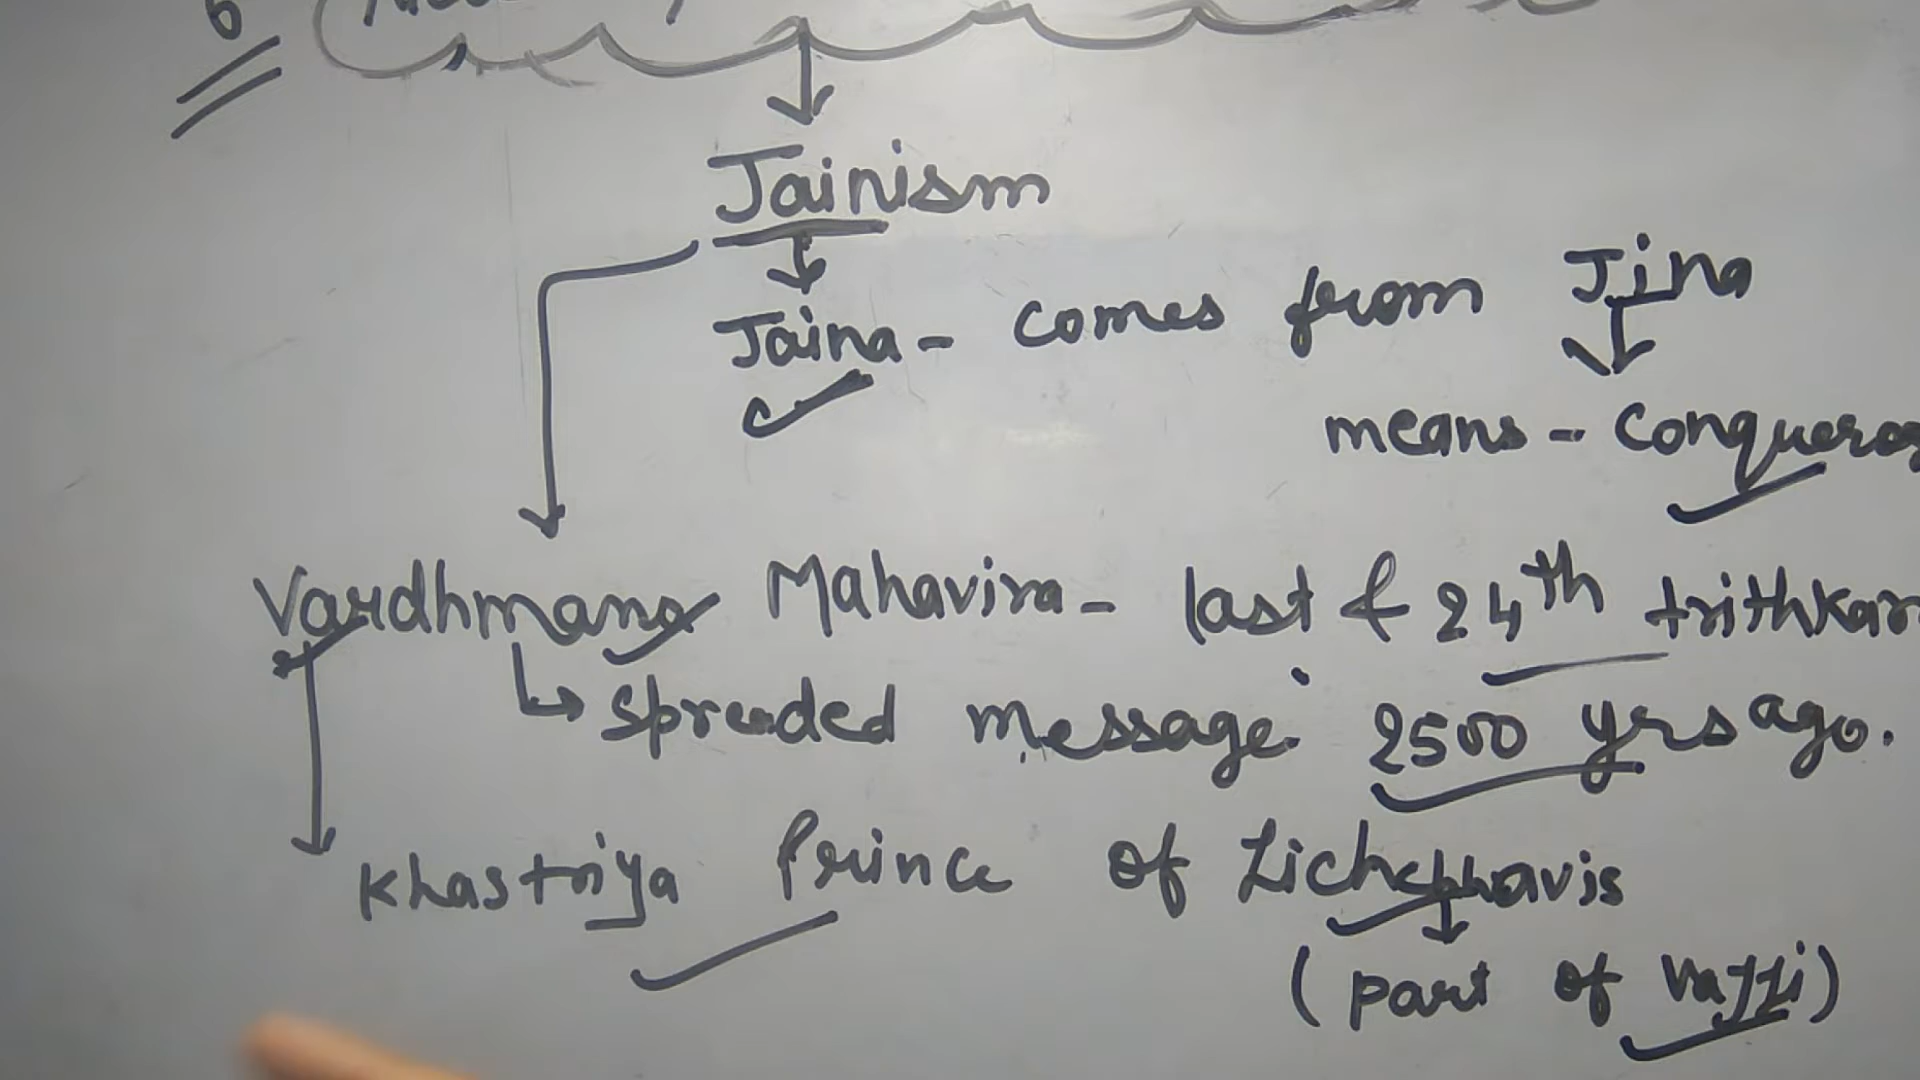 6
Jainism
Jaina - comes from Jina
means - Conqueror
Vardhmana Mahavira - last & 24th trithkar
↳ Spreaded message 2500 yrs ago.
Khastriya Prince of Lichchhavis
(part of Vajji)